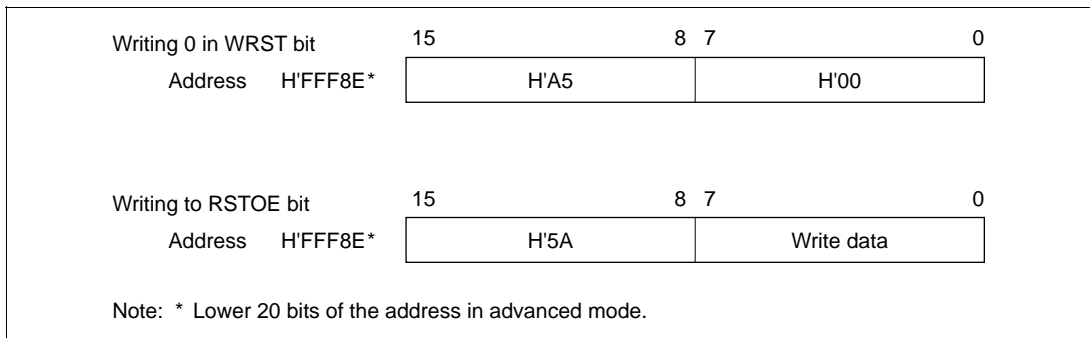 Writing 0 in WRST bit 15 8 7 0
Address H'FFF8E* H'A5 H'00
Writing to RSTOE bit 15 8 7 0
Address H'FFF8E* H'5A Write data
Note: * Lower 20 bits of the address in advanced mode.